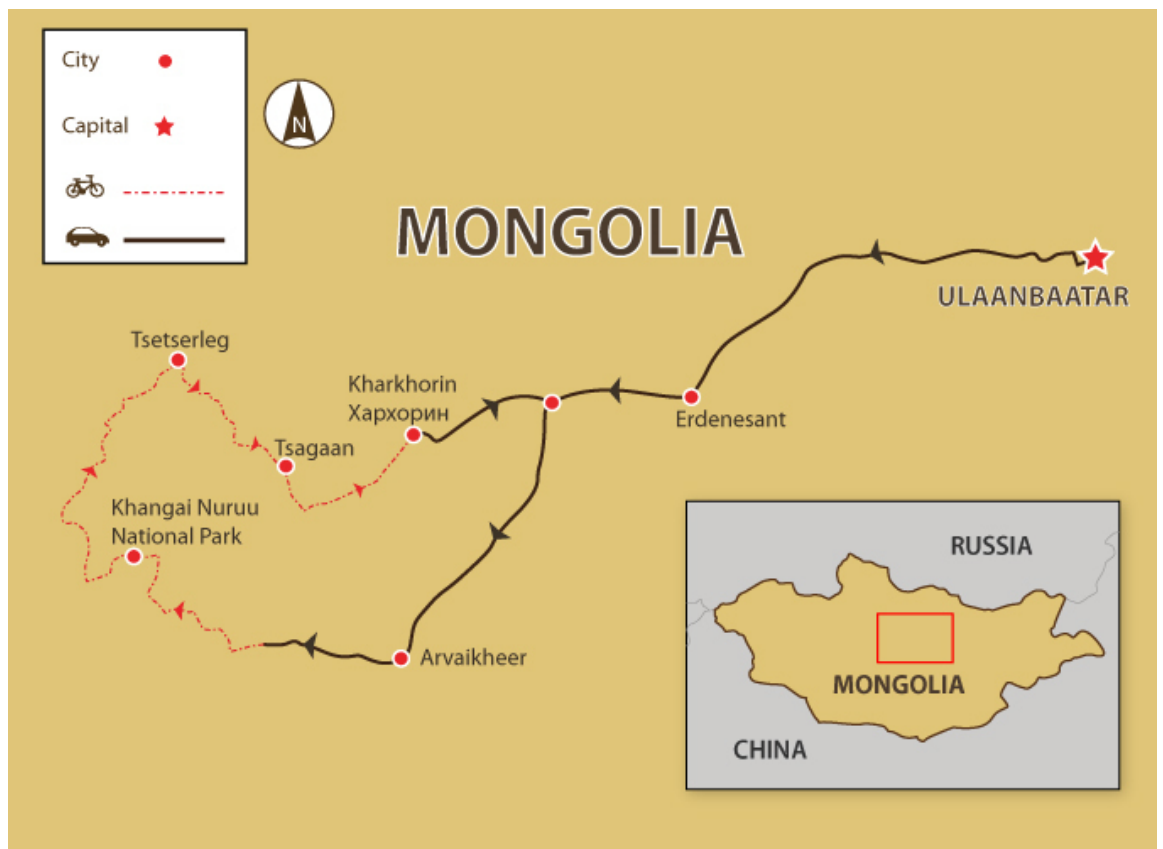 City
Capital
N
MONGOLIA
ULAANBAATAR
Tsetserleg
Kharkhorin
Хархорин
Erdenesant
Tsagaan
Khangai Nuruu
National Park
Arvaikheer
RUSSIA
MONGOLIA
CHINA